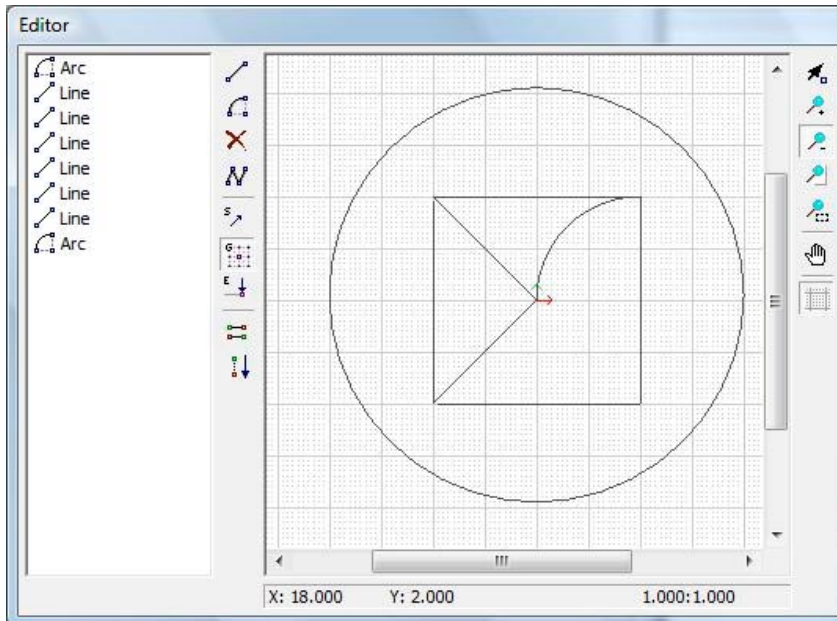 Editor
Arc
Line
Line
Line
Line
Line
Line
Arc
S
G
E
X: 18.000 Y: 2.000 1.000:1.000